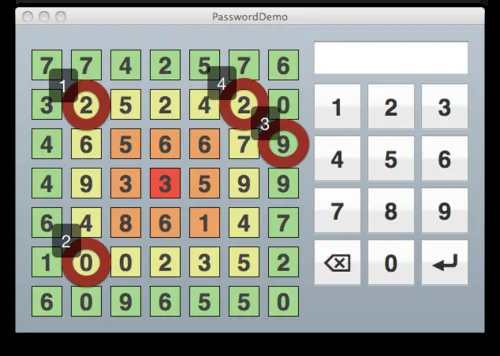 PasswordDemo
7 7 4 2 5 7 6
1 4
3 2 5 2 4 2 0
3
4 6 5 6 6 7 9
4 9 3 3 5 9 9
6 4 8 6 1 4 7
2
1 0 0 2 3 5 2
6 0 9 6 5 5 0
1 2 3
4 5 6
7 8 9
0